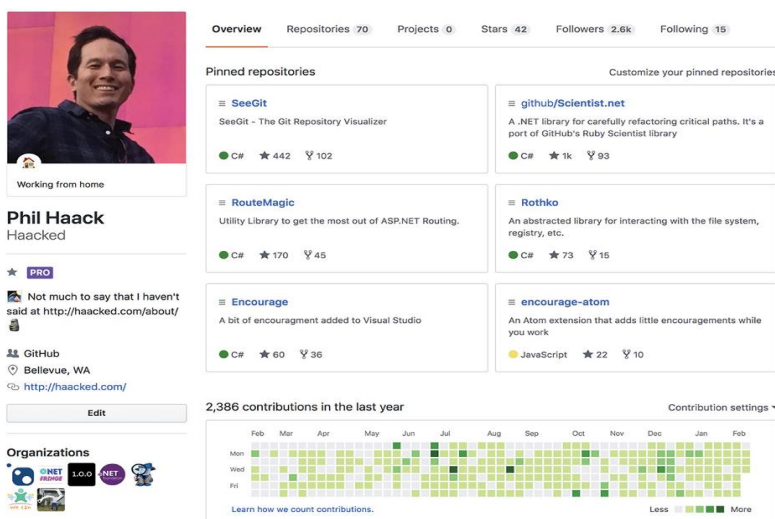 Overview Repositories 70 Projects 0 Stars 42 Followers 2.6k Following 15
Working from home
Phil Haack
Haacked
PRO
Not much to say that I haven't
said at http://haacked.com/about/
GitHub
Bellevue, WA
http://haacked.com/
Edit
Organizations
NET
FRINGE
1.0.0
.NET
Pinned repositories
Customize your pinned repositories
SeeGit
SeeGit - The Git Repository Visualizer
C# 442 102
github/Scientist.net
A .NET library for carefully refactoring critical paths. It's a
port of GitHub's Ruby Scientist library
C# 1k 93
RouteMagic
Utility Library to get the most out of ASP.NET Routing.
C# 170 45
Rothko
An abstracted library for interacting with the file system,
registry, etc.
C# 73 15
Encourage
A bit of encouragment added to Visual Studio
C# 60 36
encourage-atom
An Atom extension that adds little encouragements while
you work
JavaScript 22 10
2,386 contributions in the last year
Contribution settings
Feb Mar Apr May Jun Jul Aug Sep Oct Nov Dec Jan Feb
Mon
Wed
Fri
Learn how we count contributions.
Less More